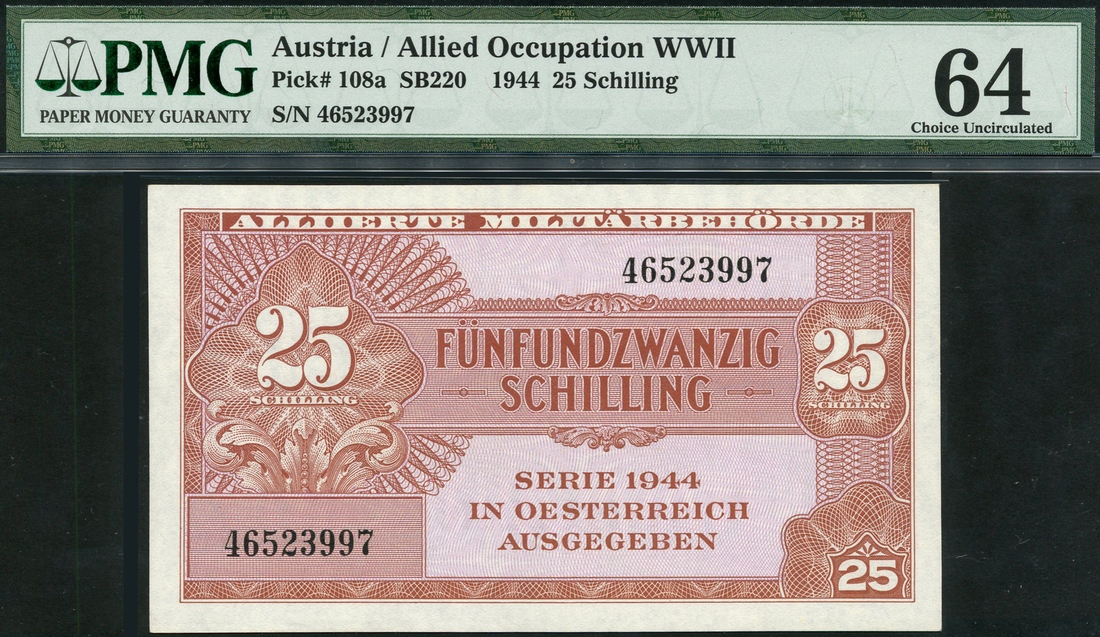 PMG
PAPER MONEY GUARANTY
Austria / Allied Occupation WWII
Pick# 108a SB220 1944 25 Schilling
S/N 46523997
64
Choice Uncirculated
ALLIIERTE MILITÄRBEHÖRDE
46523997
25
SCHILLING
FÜNFUNDZWANZIG
SCHILLING
25
SCHILLING
SERIE 1944
IN OESTERREICH
AUSGEGEBEN
46523997
25